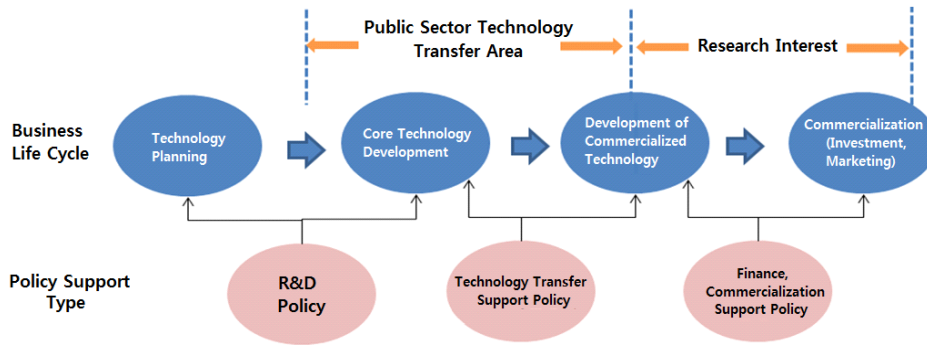 Public Sector Technology
Transfer Area
Research Interest
Business
Life Cycle
Technology
Planning
Core Technology
Development
Development of
Commercialized
Technology
Commercialization
(Investment,
Marketing)
Policy Support
Type
R&D
Policy
Technology Transfer
Support Policy
Finance,
Commercialization
Support Policy